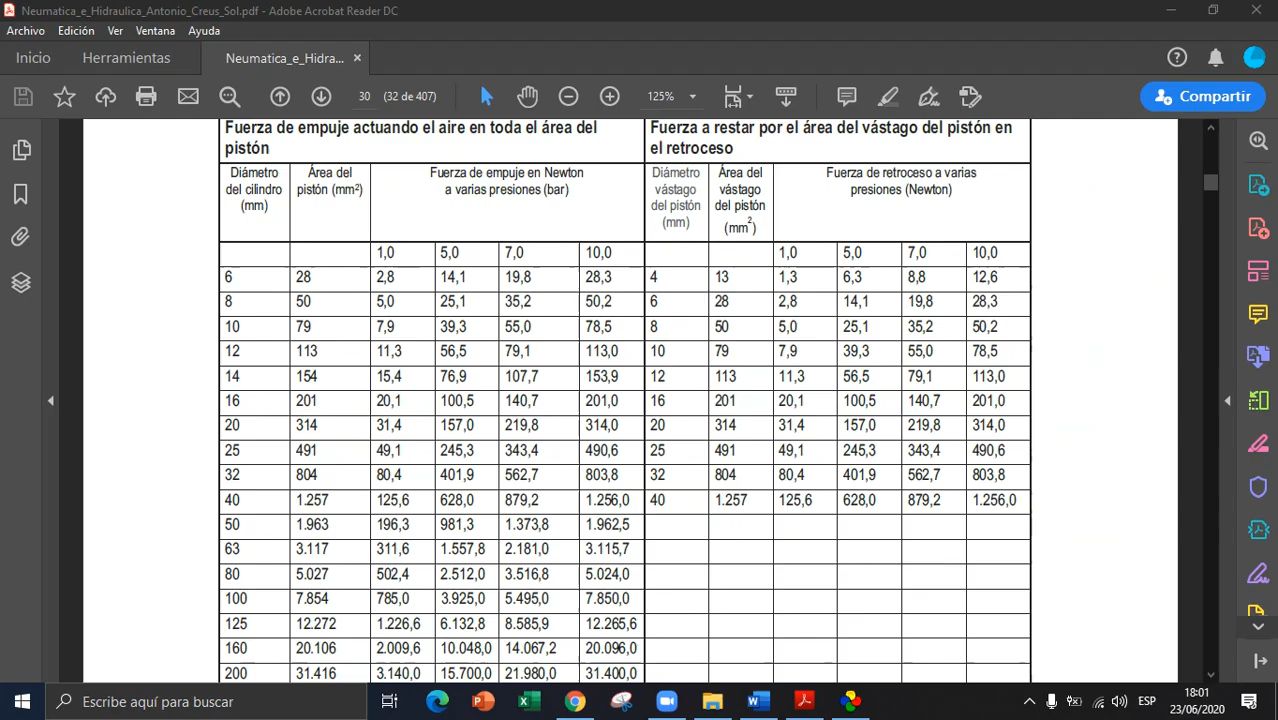 Neumatica_e_Hidraulica_Antonio_Creus_Sol.pdf - Adobe Acrobat Reader DC
Archivo Edición Ver Ventana Ayuda
Inicio Herramientas Neumatica_e_Hidra... ×
30 (32 de 407) 125% Compartir
Fuerza de empuje actuando el aire en toda el área del
pistón
Fuerza a restar por el área del vástago del pistón en
el retroceso
Diámetro
del cilindro
(mm)
Área del
pistón (mm²)
Fuerza de empuje en Newton
a varias presiones (bar)
Diámetro
vástago
del pistón
(mm)
Área del
vástago
del pistón
(mm²)
Fuerza de retroceso a varias
presiones (Newton)
1,0 5,0 7,0 10,0 1,0 5,0 7,0 10,0
6 28 2,8 14,1 19,8 28,3 4 13 1,3 6,3 8,8 12,6
8 50 5,0 25,1 35,2 50,2 6 28 2,8 14,1 19,8 28,3
10 79 7,9 39,3 55,0 78,5 8 50 5,0 25,1 35,2 50,2
12 113 11,3 56,5 79,1 113,0 10 79 7,9 39,3 55,0 78,5
14 154 15,4 76,9 107,7 153,9 12 113 11,3 56,5 79,1 113,0
16 201 20,1 100,5 140,7 201,0 16 201 20,1 100,5 140,7 201,0
20 314 31,4 157,0 219,8 314,0 20 314 31,4 157,0 219,8 314,0
25 491 49,1 245,3 343,4 490,6 25 491 49,1 245,3 343,4 490,6
32 804 80,4 401,9 562,7 803,8 32 804 80,4 401,9 562,7 803,8
40 1.257 125,6 628,0 879,2 1.256,0 40 1.257 125,6 628,0 879,2 1.256,0
50 1.963 196,3 981,3 1.373,8 1.962,5
63 3.117 311,6 1.557,8 2.181,0 3.115,7
80 5.027 502,4 2.512,0 3.516,8 5.024,0
100 7.854 785,0 3.925,0 5.495,0 7.850,0
125 12.272 1.226,6 6.132,8 8.585,9 12.265,6
160 20.106 2.009,6 10.048,0 14.067,2 20.096,0
200 31.416 3.140,0 15.700,0 21.980,0 31.400,0
Escribe aquí para buscar
ESP
18:01
23/06/2020